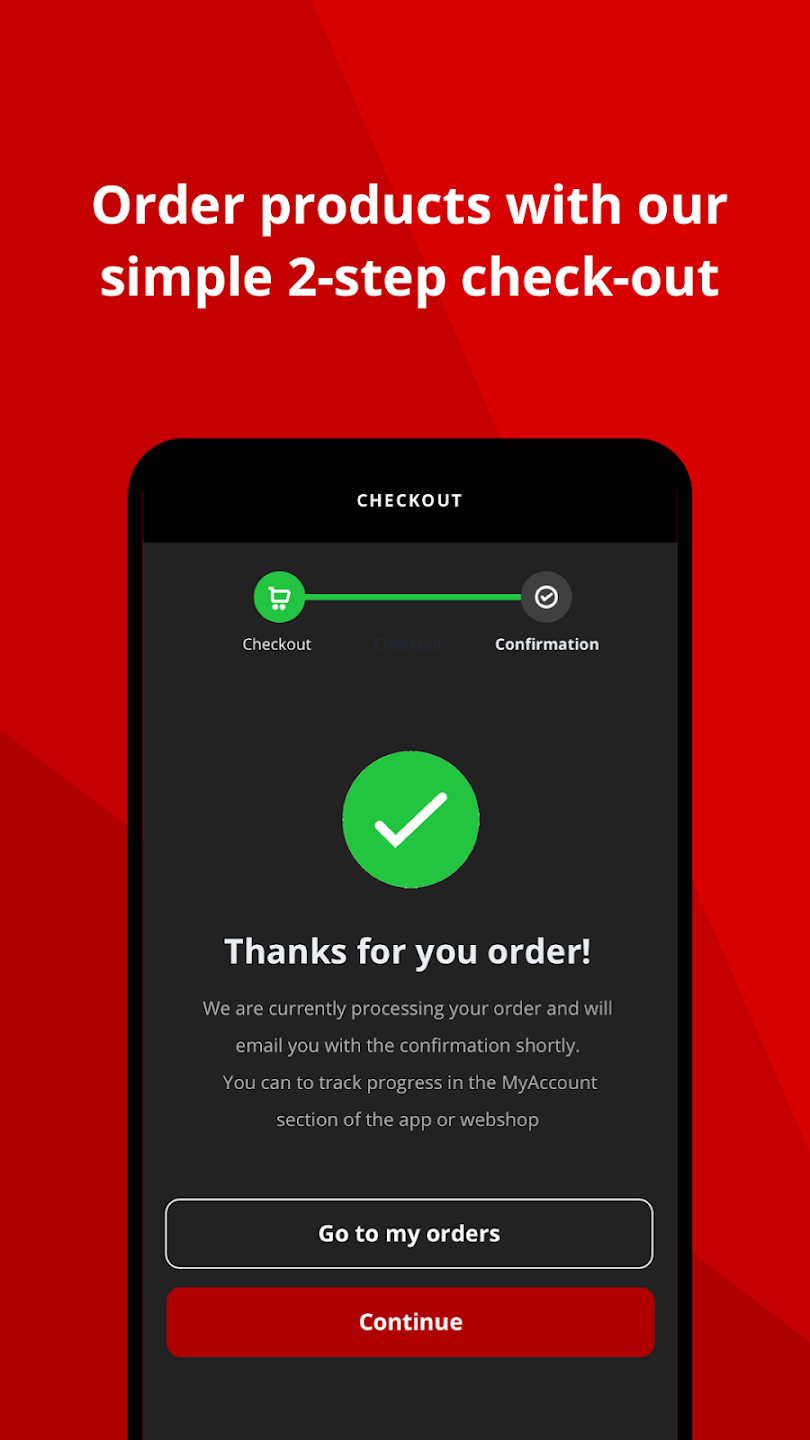 Order products with our
simple 2-step check-out
CHECKOUT
Checkout
Checkout
Confirmation
Thanks for you order!
We are currently processing your order and will
email you with the confirmation shortly.
You can to track progress in the MyAccount
section of the app or webshop
Go to my orders
Continue